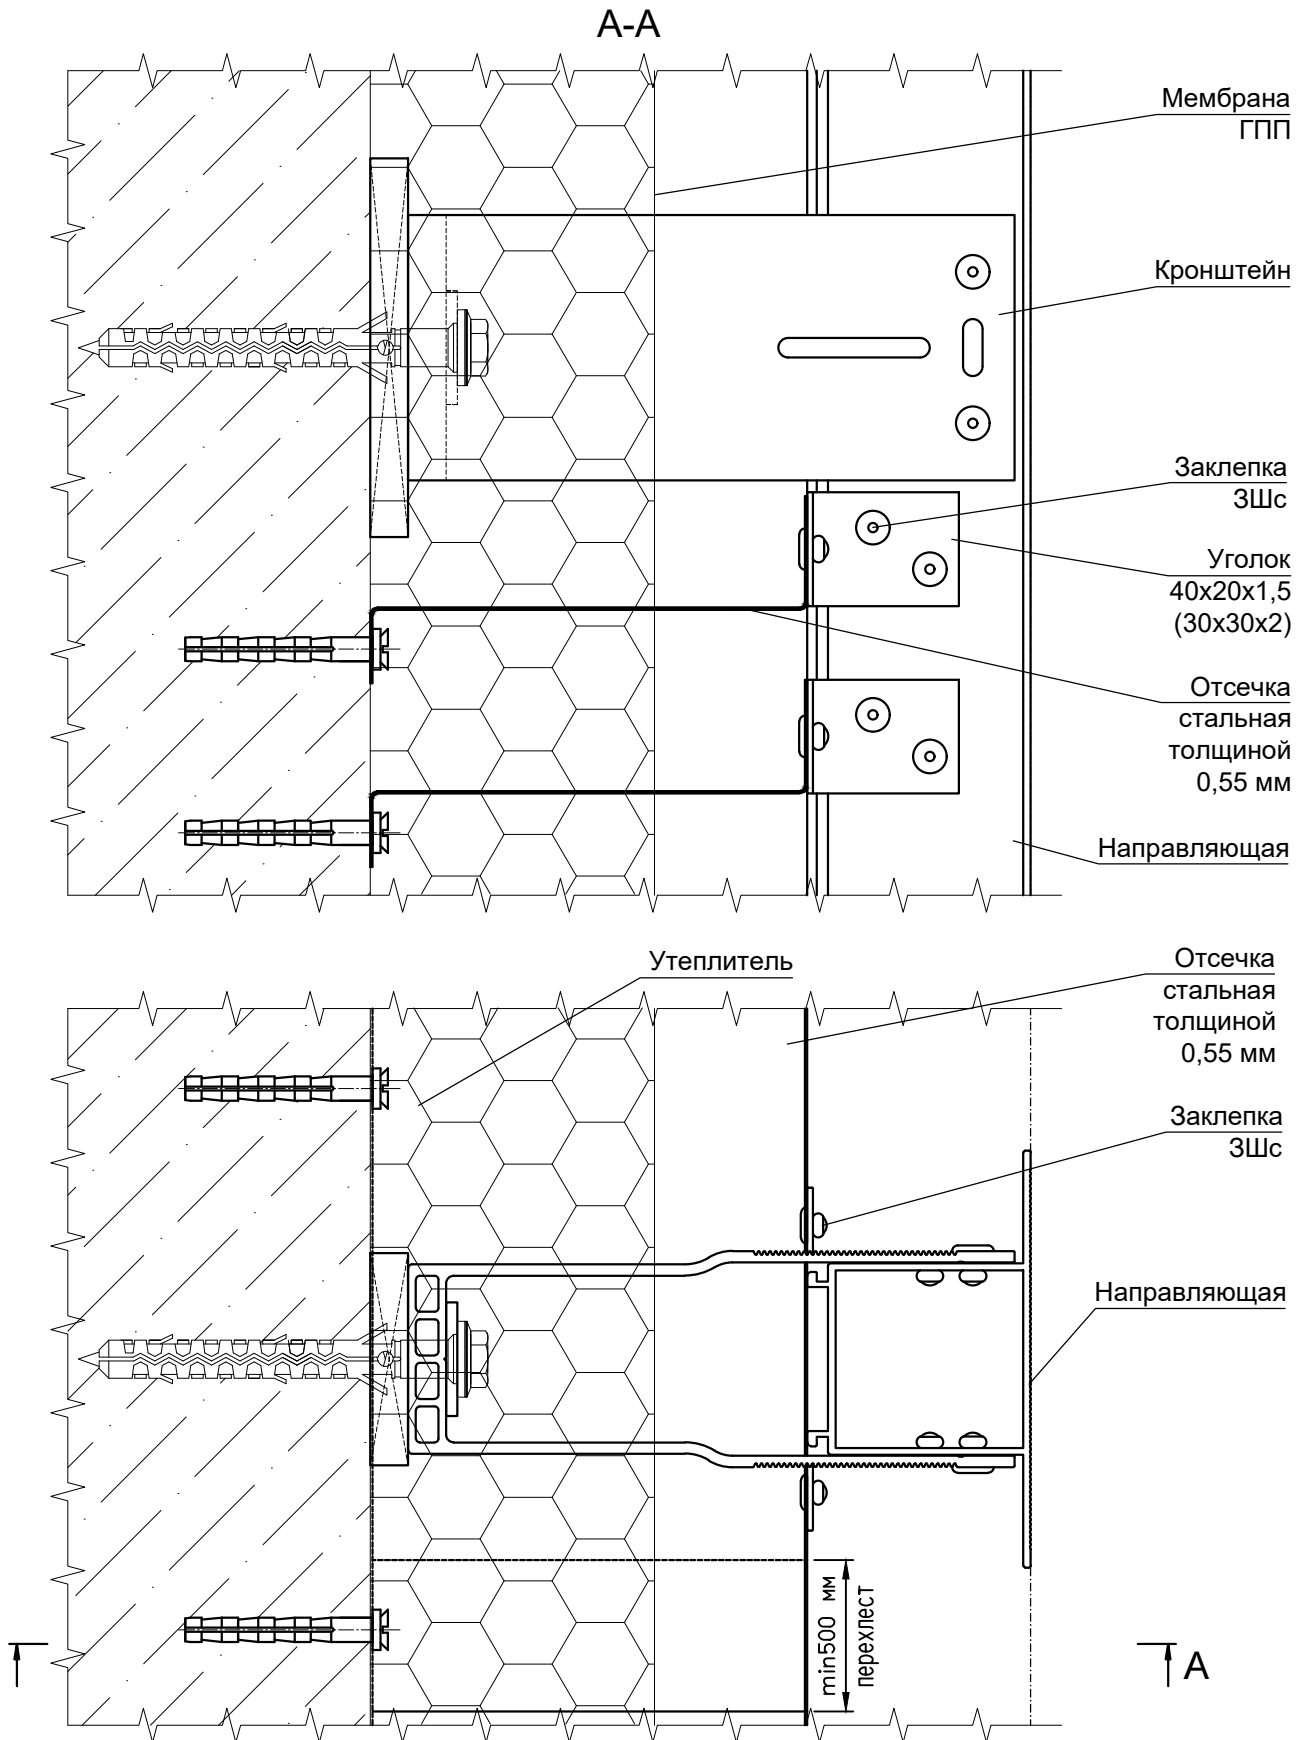 А-А
Мембрана
ГПП
Кронштейн
Заклепка
ЗШс
Уголок
40х20х1,5
(30х30х2)
Отсечка
стальная
толщиной
0,55 мм
Направляющая
Утеплитель
Отсечка
стальная
толщиной
0,55 мм
Заклепка
ЗШс
Направляющая
min500 мм
перехлест
А